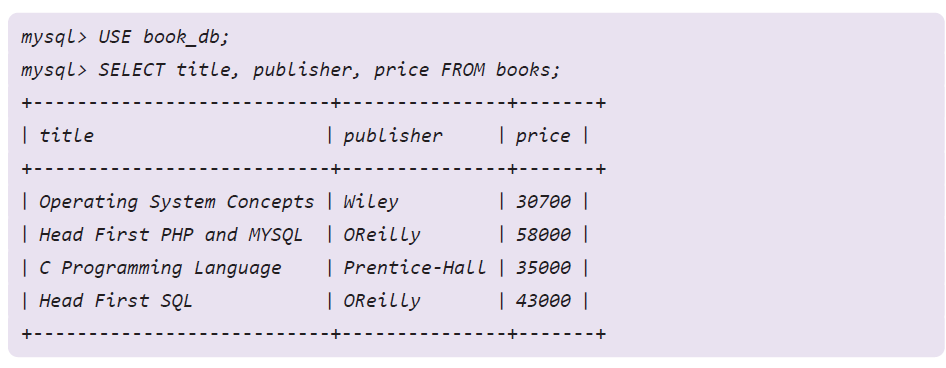 mysql> USE book_db;
mysql> SELECT title, publisher, price FROM books;
+---------------------------+---------------+-------+
| title                     | publisher     | price |
+---------------------------+---------------+-------+
| Operating System Concepts | Wiley         | 30700 |
| Head First PHP and MYSQL  | OReilly       | 58000 |
| C Programming Language    | Prentice-Hall | 35000 |
| Head First SQL            | OReilly       | 43000 |
+---------------------------+---------------+-------+